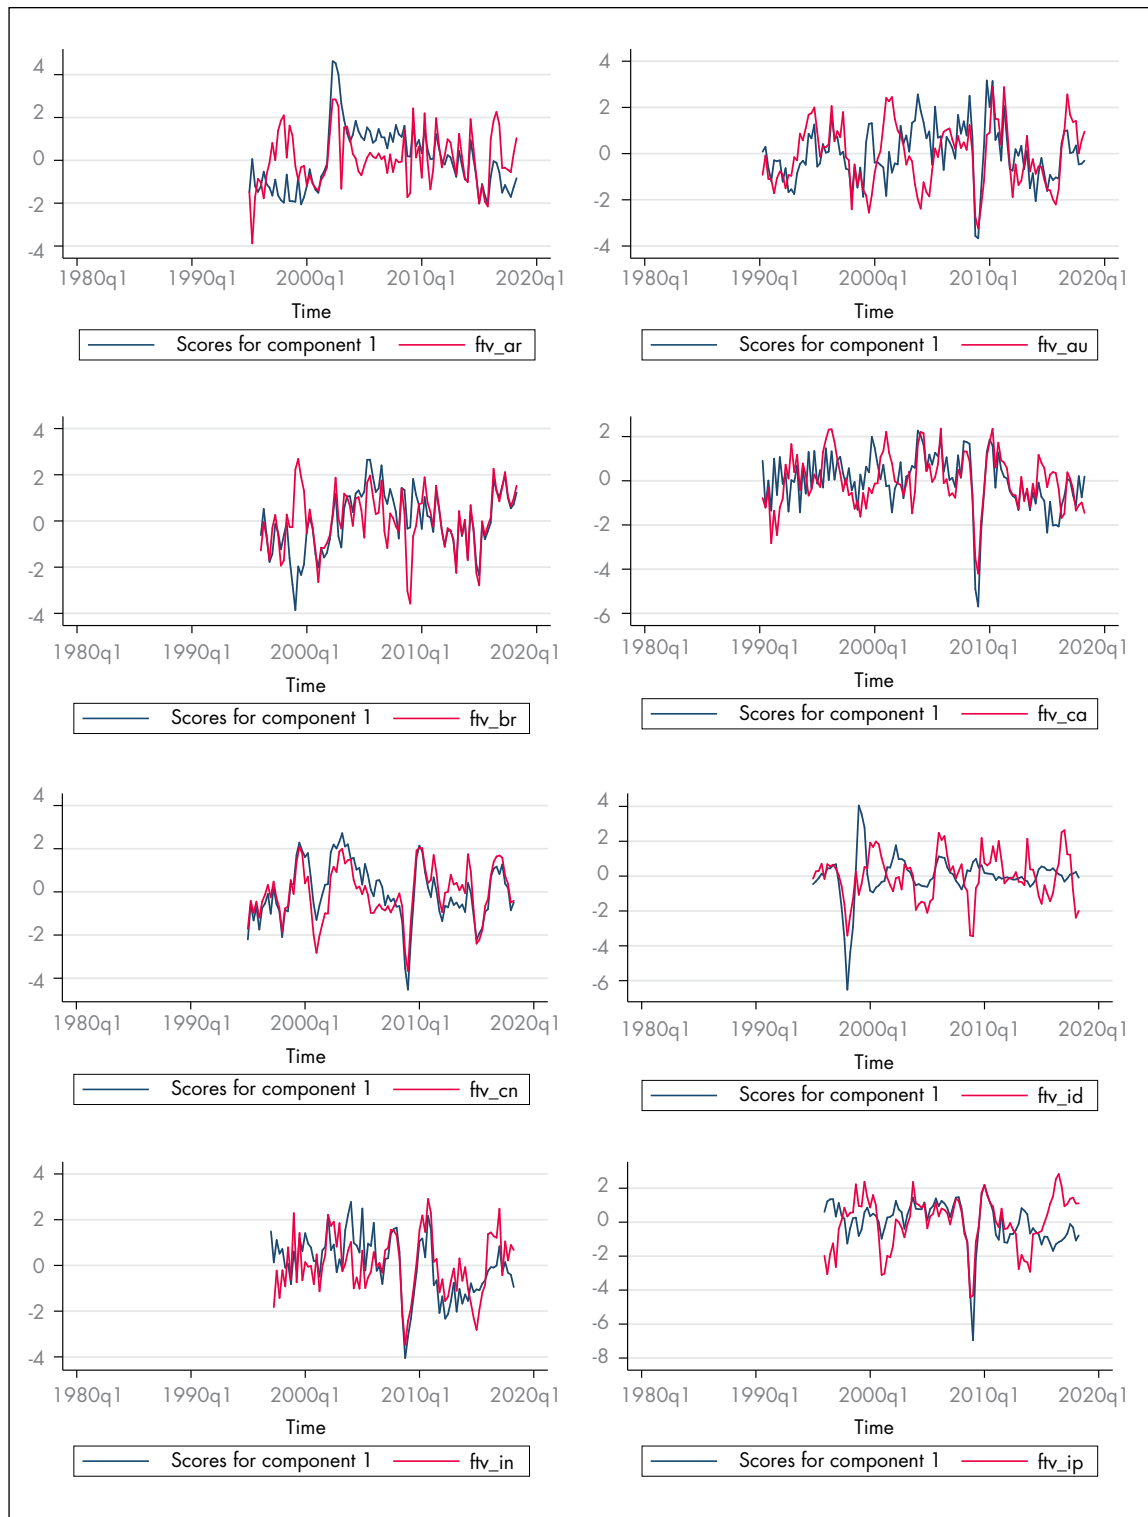 4
2
0
-2
-4
1980q1 1990q1 2000q1 2010q1 2020q1
Time
Scores for component 1 ftv_ar
4
2
0
-2
-4
1980q1 1990q1 2000q1 2010q1 2020q1
Time
Scores for component 1 ftv_au
4
2
0
-2
-4
1980q1 1990q1 2000q1 2010q1 2020q1
Time
Scores for component 1 ftv_br
2
0
-2
-4
-6
1980q1 1990q1 2000q1 2010q1 2020q1
Time
Scores for component 1 ftv_ca
4
2
0
-2
-4
1980q1 1990q1 2000q1 2010q1 2020q1
Time
Scores for component 1 ftv_cn
4
2
0
-2
-4
-6
1980q1 1990q1 2000q1 2010q1 2020q1
Time
Scores for component 1 ftv_id
4
2
0
-2
-4
1980q1 1990q1 2000q1 2010q1 2020q1
Time
Scores for component 1 ftv_in
2
0
-2
-4
-6
-8
1980q1 1990q1 2000q1 2010q1 2020q1
Time
Scores for component 1 ftv_ip